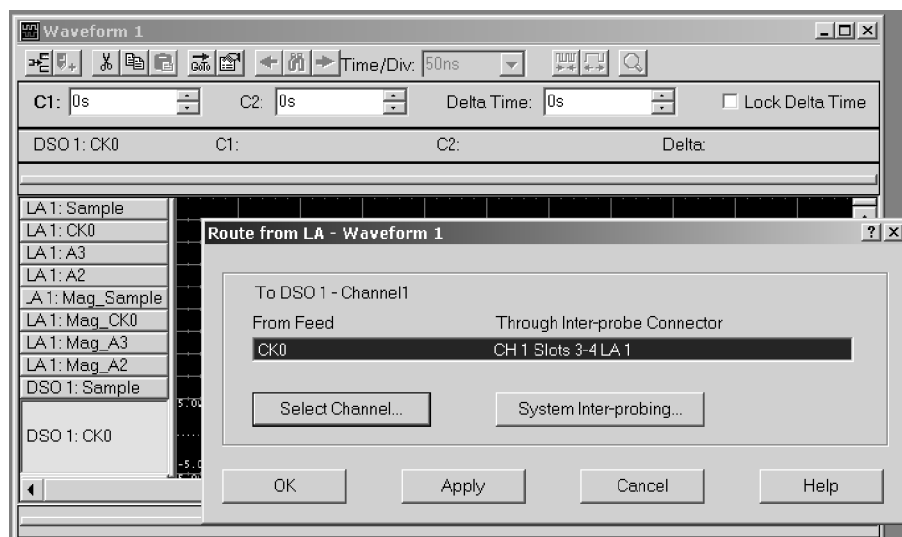 Waveform 1
GoTo Time/Div: 50ns
C1: 0s C2: 0s Delta Time: 0s Lock Delta Time
DSO 1: CK0 C1: C2: Delta:
LA 1: Sample
LA 1: CK0
LA 1: A3
LA 1: A2
A 1: Mag_Sample
LA 1: Mag_CK0
LA 1: Mag_A3
LA 1: Mag_A2
DSO 1: Sample
DSO 1: CK0
Route from LA - Waveform 1
To DSO 1 - Channel1
From Feed Through Inter-probe Connector
CK0 CH 1 Slots 3-4 LA 1
Select Channel... System Inter-probing...
OK Apply Cancel Help